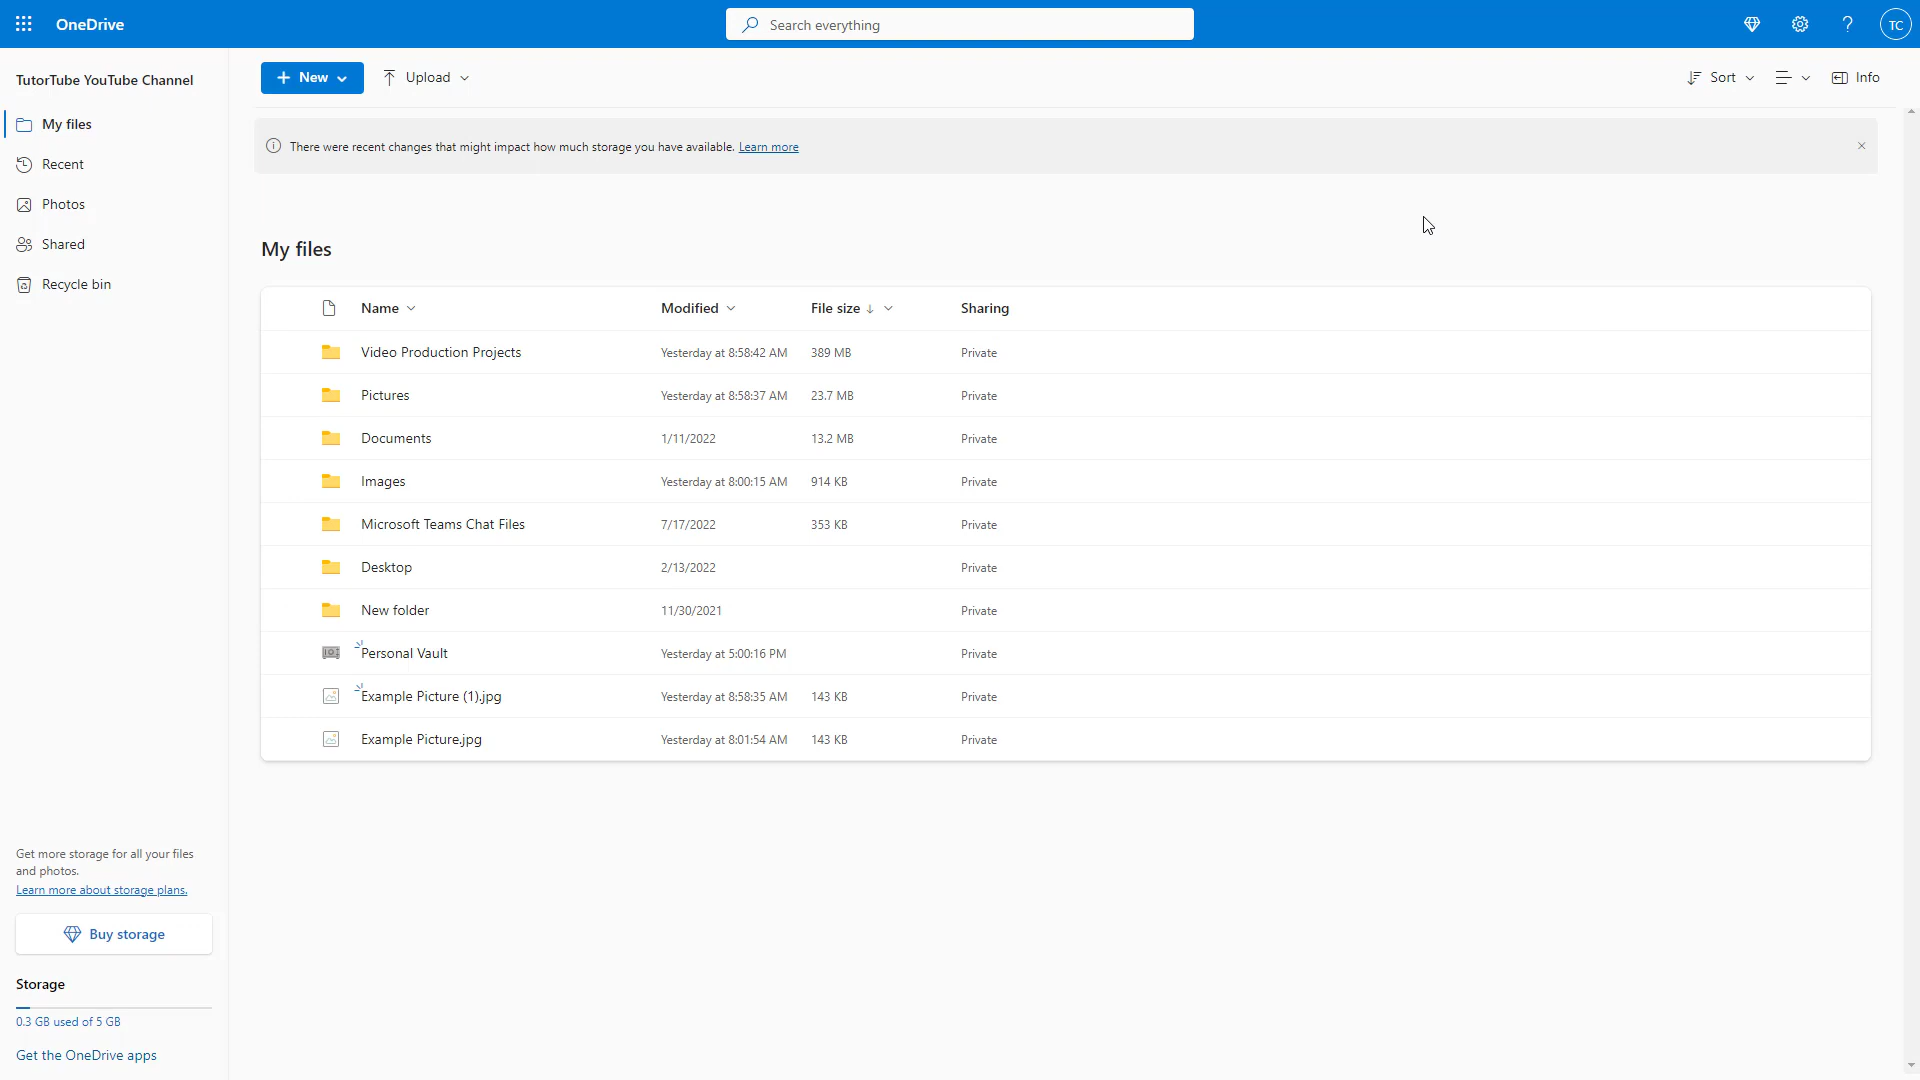 OneDrive
Search everything
TC
TutorTube YouTube Channel
New
Upload
Sort
Info
My files
Recent
Photos
Shared
Recycle bin
There were recent changes that might impact how much storage you have available. Learn more
My files
Name Modified File size Sharing
Video Production Projects Yesterday at 8:58:42 AM 389 MB Private
Pictures Yesterday at 8:58:37 AM 23.7 MB Private
Documents 1/11/2022 13.2 MB Private
Images Yesterday at 8:00:15 AM 914 KB Private
Microsoft Teams Chat Files 7/17/2022 353 KB Private
Desktop 2/13/2022 Private
New folder 11/30/2021 Private
Personal Vault Yesterday at 5:00:16 PM Private
Example Picture (1).jpg Yesterday at 8:58:35 AM 143 KB Private
Example Picture.jpg Yesterday at 8:01:54 AM 143 KB Private
Get more storage for all your files
and photos.
Learn more about storage plans.
Buy storage
Storage
0.3 GB used of 5 GB
Get the OneDrive apps